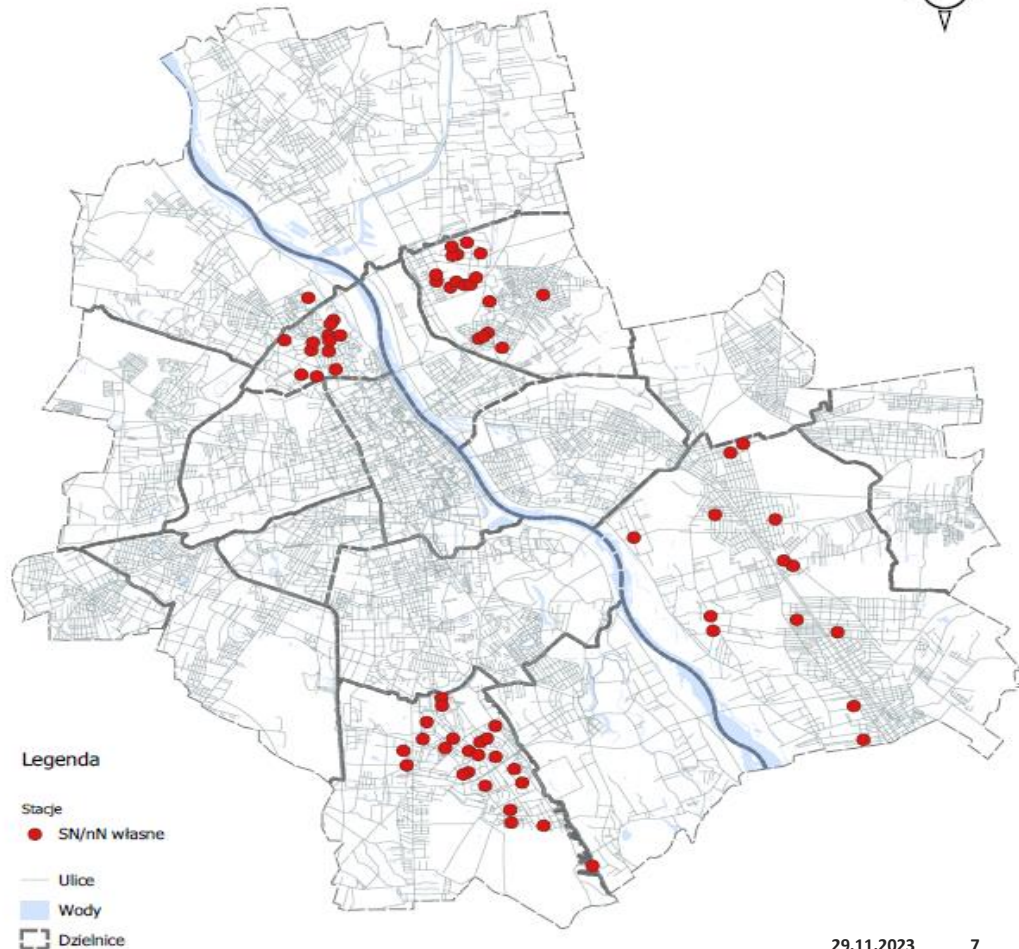 Legenda
Stacje
SN/nN własne
Ulice
Wody
Dzielnice
29.11.2023 7